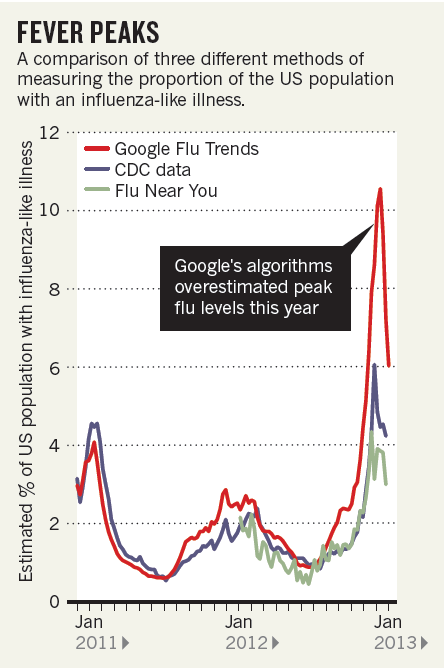 FEVER PEAKS
A comparison of three different methods of
measuring the proportion of the US population
with an influenza-like illness.
Estimated % of US population with influenza-like illness
12
10
8
6
4
2
0
Google Flu Trends
CDC data
Flu Near You
Google's algorithms
overestimated peak
flu levels this year
Jan
2011
Jan
2012
Jan
2013